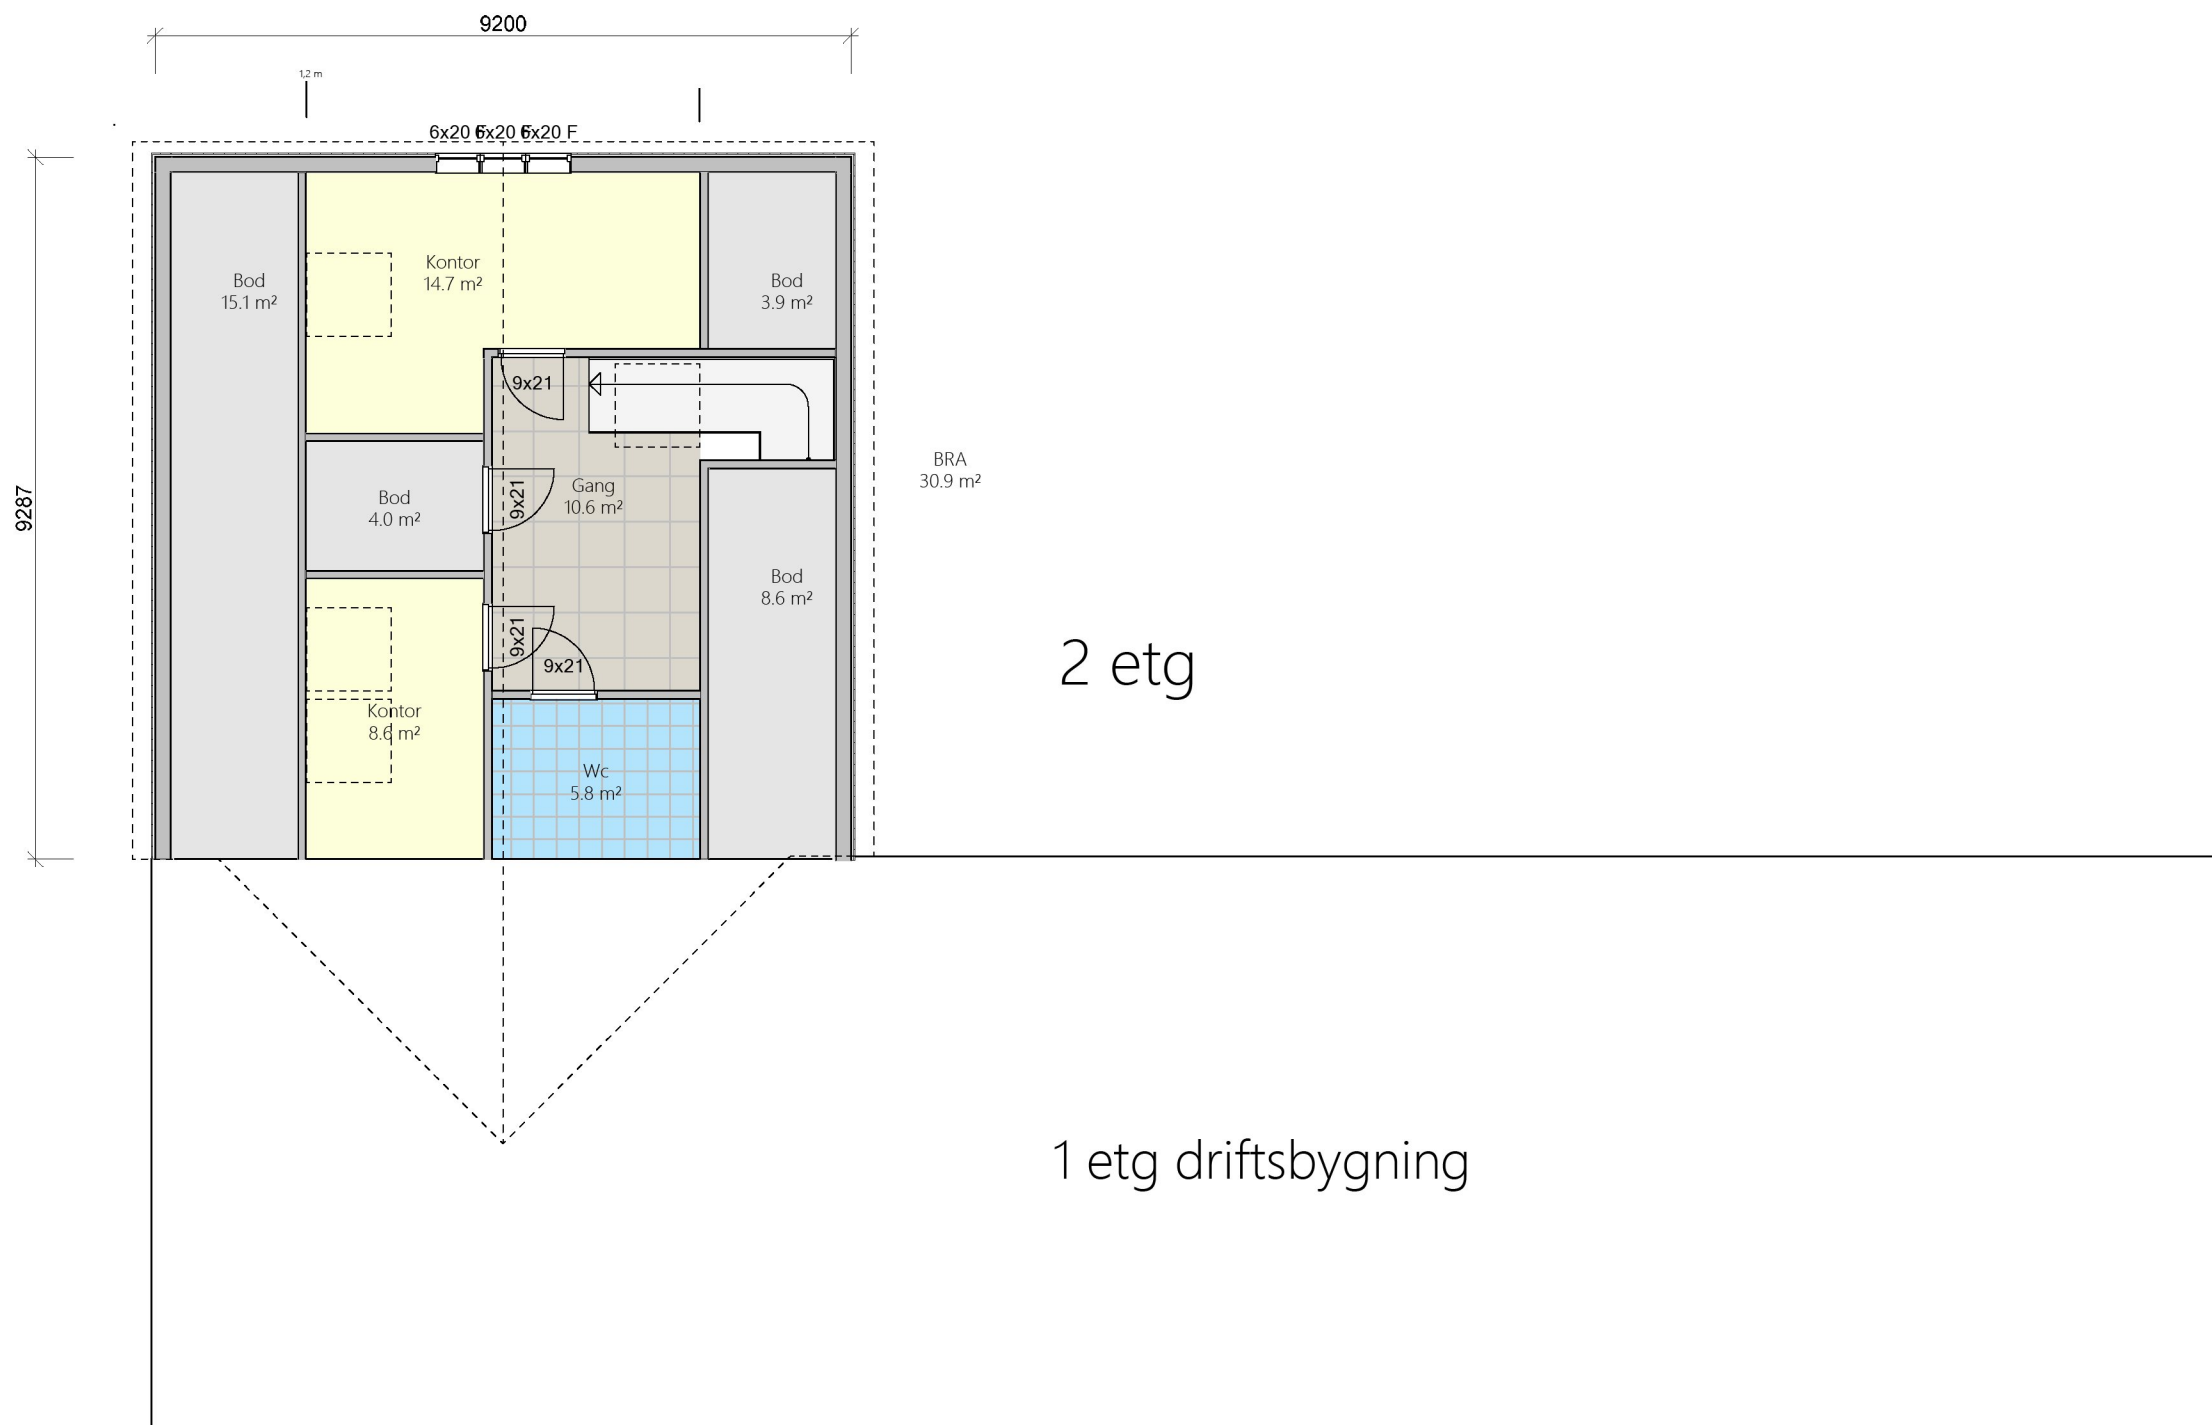 9200
1,2 m
6x20 F
6x20 F
6x20 F
Kontor
14.7 m²
Bod
15.1 m²
Bod
3.9 m²
9x21
BRA
30.9 m²
Gang
10.6 m²
Bod
4.0 m²
9x21
9287
Bod
8.6 m²
9x21
9x21
2 etg
Kontor
8.6 m²
Wc
5.8 m²
1 etg driftsbygning